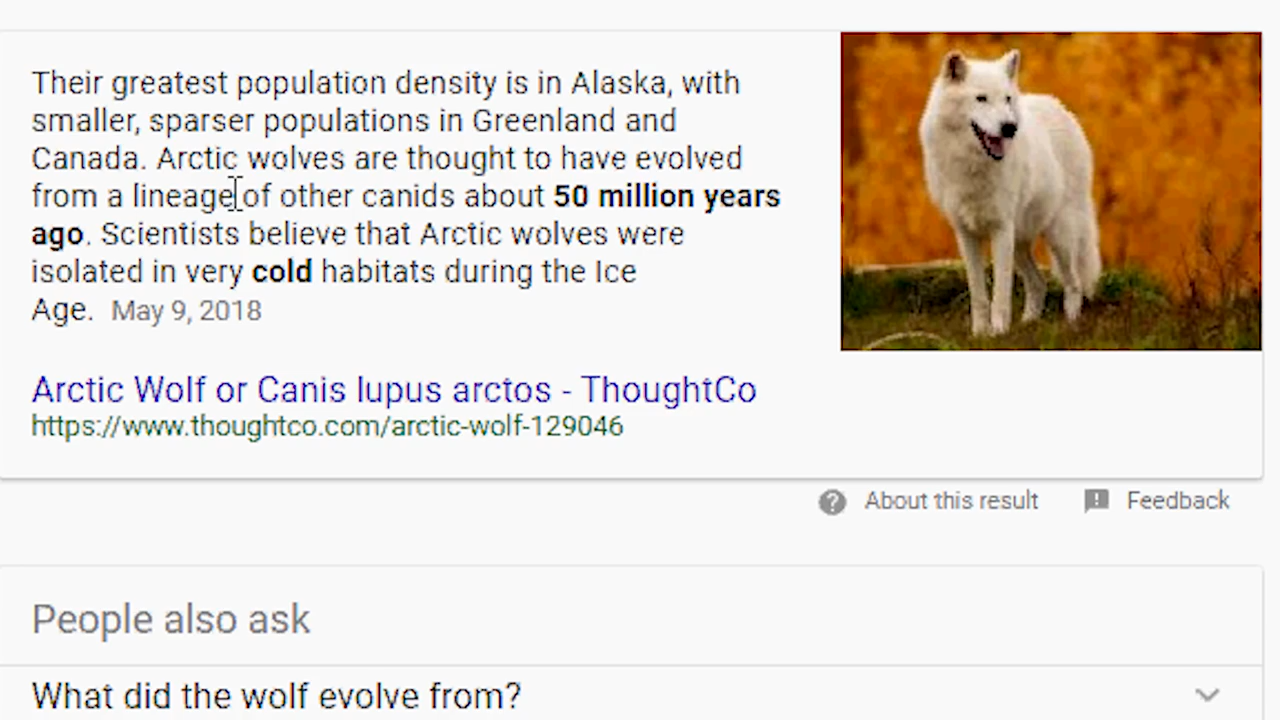 Their greatest population density is in Alaska, with
smaller, sparser populations in Greenland and
Canada. Arctic wolves are thought to have evolved
from a lineage of other canids about 50 million years
ago. Scientists believe that Arctic wolves were
isolated in very cold habitats during the Ice
Age. May 9, 2018
Arctic Wolf or Canis lupus arctos - ThoughtCo
https://www.thoughtco.com/arctic-wolf-129046
About this result Feedback
People also ask
What did the wolf evolve from?